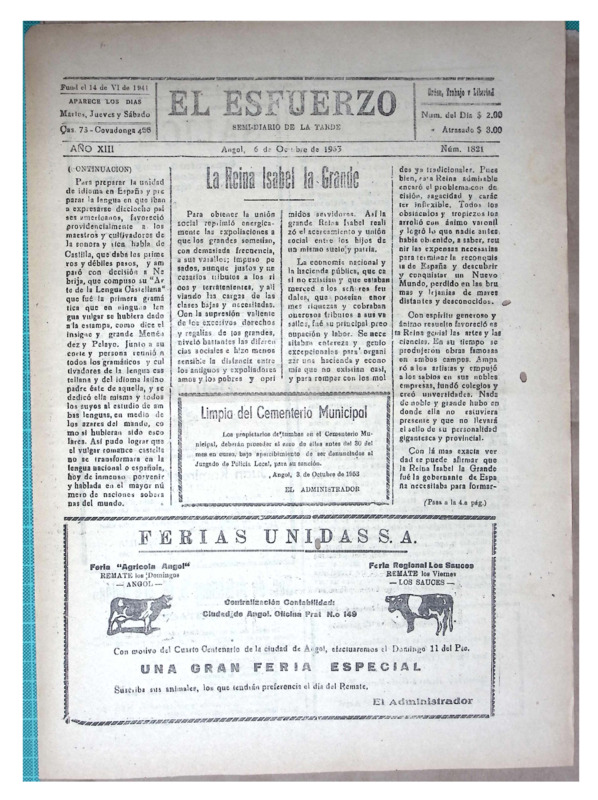 Fund el 14 de VI de 1941
APARECE LOS DIAS
Martes, Jueves y Sábado
Cas. 73 - Covadonga 498
EL ESFUERZO
SEMI-DIARIO DE LA TARDE
Orden, Trabajo y Libertad
Num. del Dia $ 2.00
Atrasado $ 3.00
AÑO XIII
Angol, 6 de Octubre de 1953
Núm. 1821
La Reina Isabel la Grande
(CONTINUACION)
Para preparar la unidad
de idioma en España y pre
parar la lengua en que iban
a expresarse dieciocho paí
ses americanos, favoreció
providencialmente a los
maestros y cultivadores de
la sonora y rica habla de
Castilla, que daba los prime
ros y débiles pasos, y am
paró con decisión a Ne
brija, que compuso su "Ar
te de la Lengua Castellana"
que fué la primera gramá
tica que en ninguna len
gua vulgar se hubiera dado
a la estampa, como dice el
insigne y grande Menén
dez y Pelayo. Junto a su
corte y persona reunió a
todos los gramáticos y cul
tivadores de la lengua cas
tellana y del idioma latino
padre éste de aquella, y se
dedicó ella misma y todos
los suyos al estudio de am
bas lenguas, en medio de
los azares del mando, co
mo si hubieran sido esco
lares. Así pudo lograr que
el vulgar romance castella
no se transformara en la
lengua nacional o española,
hoy de inmenso porvenir
y hablada en el mayor nú
mero de naciones sobera
nas del mundo.
Para obtener la unión
social reprimió enérgica-
mente las expoliaciones a
que los grandes sometían,
con demasiada frecuencia,
a sus vasallos; impuso pe
sados, aunque justos y ne
cesarios tributos a los ri
cos y terratenientes, y ali
viando las cargas de las
clases bajas y necesitadas.
Con la supresión valiente
de los excesivos derechos
y regalías de los grandes,
niveló bastantes las diferen
cias sociales e hizo menos
sensible la distancia entre
los antiguos y expoliadores
amos y los pobres y opri
midos servidores. Así la
grande Reina Isabel reali
zó el acercamiento y unión
social entre los hijos de
un mismo suelo y patria.
La economía nacional y
la hacienda pública, que ca
si no existían y que estaban
merced a los señores feu
dales, que poseían enor
mes riquezas y cobraban
onerosos tributos a sus va
sallos, fué su principal preo
cupación y labor. Se nece
sitaba entereza y genio
excepcionales para organi
zar una hacienda y econo
mía que no existían casi,
y para romper con los mol
des ya tradicionales. Pues
bien, esta Reina admirable
encaró el problema con de
cisión, sagacidad y carác
ter inflexible. Todos los
obstáculos y tropiezos los
arrolló con ánimo varonil
y logró lo que nadie antes
había obtenido, a saber, reu
nir las expensas necesarias
para terminar la reconquis
ta de España y descubrir
y conquistar un Nuevo
Mundo, perdido en las bru
mas y lejanías de mares
distantes y desconocidos.
Con espíritu generoso y
ánimo resuelto favoreció es
ta Reina genial las artes y las
ciencias. En su tiempo se
produjeron obras famosas
en ambos campos. Ampa
ró a los artistas y empujó
a los sabios en sus nobles
empresas, fundó colegios y
creó universidades. Nada
de noble y grande hubo en
donde ella no estuviera
presente y que no llevará
el sello de su personalidad
gigantesca y provincial.
Con lá mas exacta ver
dad se puede afirmar que
la Reina Isabel la Grande
fué la gobernante de Espa
ña necesitaba para formar-
(Pasa a la 4.a pág.)
Limpia del Cementerio Municipal
Los propietarios de tumbas en el Cementerio Mu-
nicipal, deberán proceder al aseo de ellas antes del 30 del
mes en curso, bajo apercibimiento de ser denunciados al
Juzgado de Policía Local, para su sanción.
Angol, 3 de Octubre de 1953
EL ADMINISTRADOR
FERIAS UNIDAS S. A.
Feria "Agrícola Angol"
REMATE los Domingos
— ANGOL —
Feria Regional Los Sauces
REMATE los Viernes
— LOS SAUCES —
Centralización Contabilidad:
Ciudad de Angol. Oficina Prat N.o 149
Con motivo del Cuarto Centenario de la ciudad de Angol, efectuaremos el Domingo 11 del Pte.
UNA GRAN FERIA ESPECIAL
Suscriba sus animales, los que tendrán preferencia el dia del Remate,
El Administrador